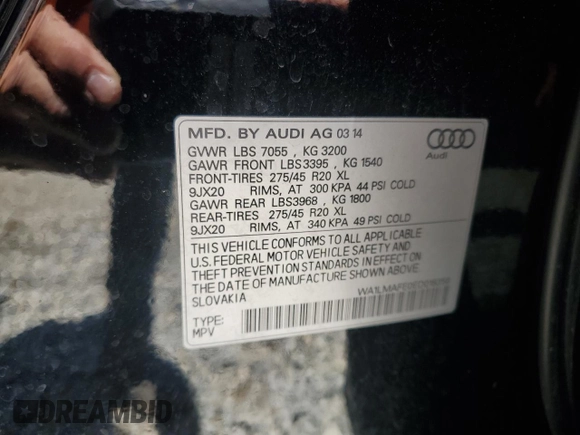 MFD. BY AUDI AG 03 14
GVWR LBS 7055 , KG 3200
GAWR FRONT LBS3395 , KG 1540
FRONT-TIRES 275/45 R20 XL
9JX20 RIMS, AT 300 KPA 44 PSI COLD
GAWR REAR LBS3968 , KG 1800
REAR-TIRES 275/45 R20 XL
9JX20 RIMS, AT 340 KPA 49 PSI COLD
THIS VEHICLE CONFORMS TO ALL APPLICABLE
U.S. FEDERAL MOTOR VEHICLE SAFETY AND
THEFT PREVENTION STANDARDS IN EFFECT ON
THE DATE OF MANUFACTURE SHOWN ABOVE.
SLOVAKIA
TYPE:
MPV
Audi
DREAMBID